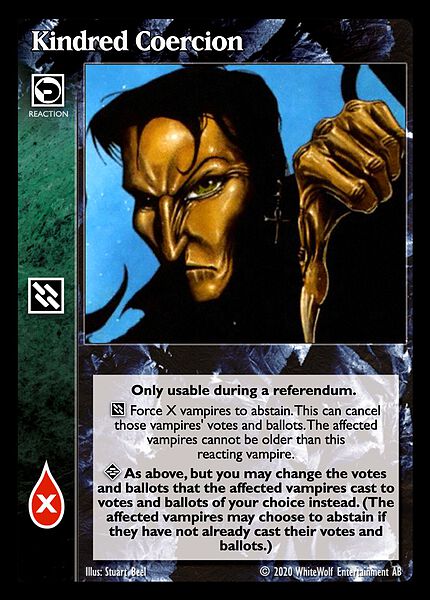 Kindred Coercion
REACTION
Only usable during a referendum.
Force X vampires to abstain. This can cancel
those vampires' votes and ballots. The affected
vampires cannot be older than this
reacting vampire.
As above, but you may change the votes
and ballots that the affected vampires cast to
votes and ballots of your choice instead. (The
affected vampires may choose to abstain if
they have not already cast their votes and
ballots.)
X
Illus: Stuart Beel
© 2020 WhiteWolf Entertainment AB